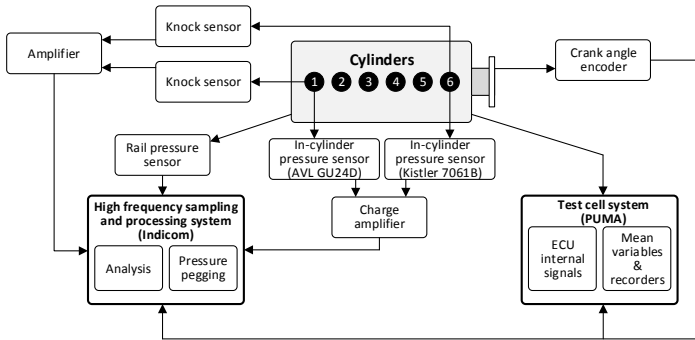 Knock sensor
Amplifier
Knock sensor
Cylinders
1 2 3 4 5 6
Crank angle
encoder
Rail pressure
sensor
In-cylinder
pressure sensor
(AVL GU24D)
In-cylinder
pressure sensor
(Kistler 7061B)
Charge
amplifier
High frequency sampling
and processing system
(Indicom)
Analysis
Pressure
pegging
Test cell system
(PUMA)
ECU
internal
signals
Mean
variables
&
recorders